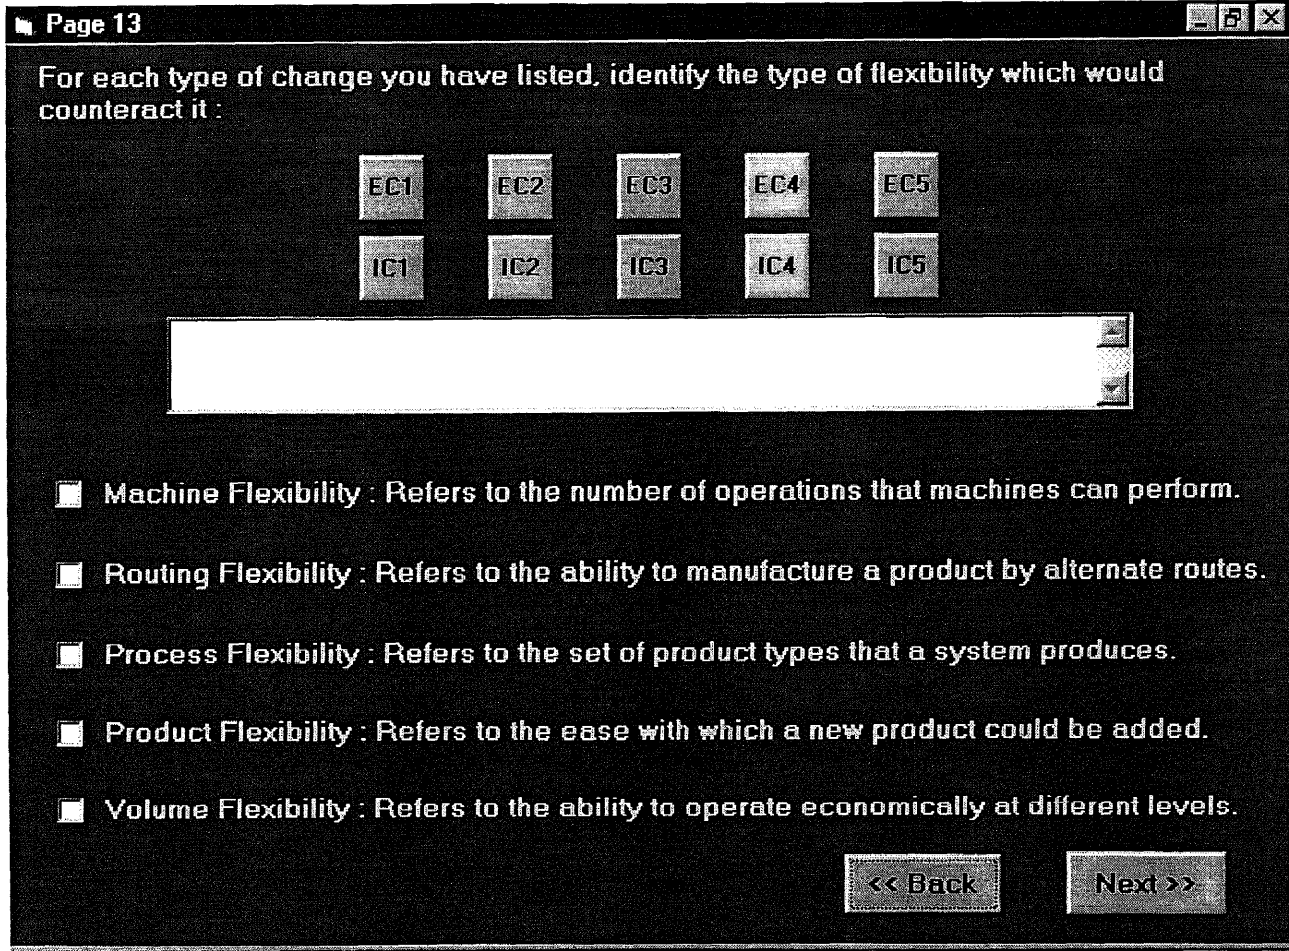 Page 13
For each type of change you have listed, identify the type of flexibility which would
counteract it :
EC1 EC2 EC3 EC4 EC5
IC1 IC2 IC3 IC4 IC5
Machine Flexibility : Refers to the number of operations that machines can perform.
Routing Flexibility : Refers to the ability to manufacture a product by alternate routes.
Process Flexibility : Refers to the set of product types that a system produces.
Product Flexibility : Refers to the ease with which a new product could be added.
Volume Flexibility : Refers to the ability to operate economically at different levels.
<< Back Next >>